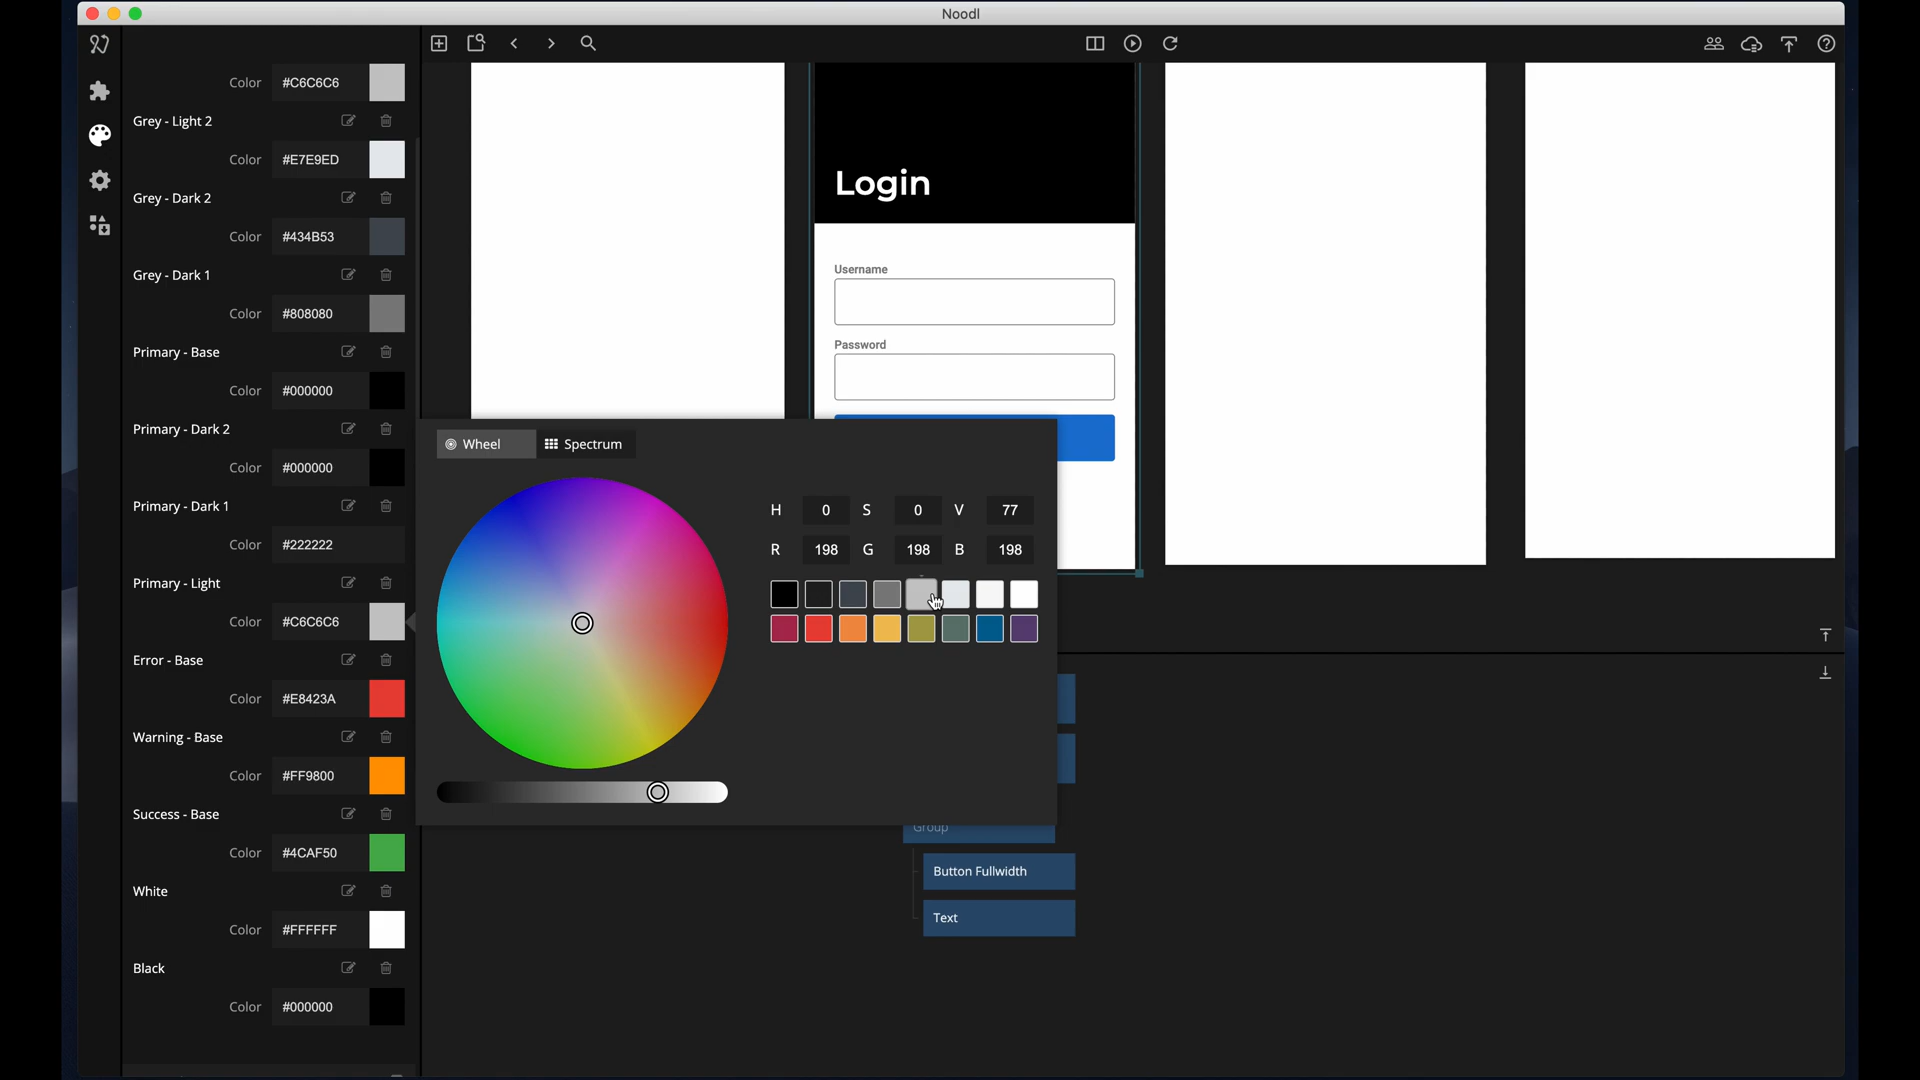 Noodl
Color #C6C6C6
Grey - Light 2
Color #E7E9ED
Grey - Dark 2
Color #434B53
Grey - Dark 1
Color #808080
Primary - Base
Color #000000
Primary - Dark 2
Color #000000
Primary - Dark 1
Color #222222
Primary - Light
Color #C6C6C6
Error - Base
Color #E8423A
Warning - Base
Color #FF9800
Success - Base
Color #4CAF50
White
Color #FFFFFF
Black
Color #000000
Login
Username
Password
Wheel Spectrum
H 0 S 0 V 77
R 198 G 198 B 198
Group
Button Fullwidth
Text